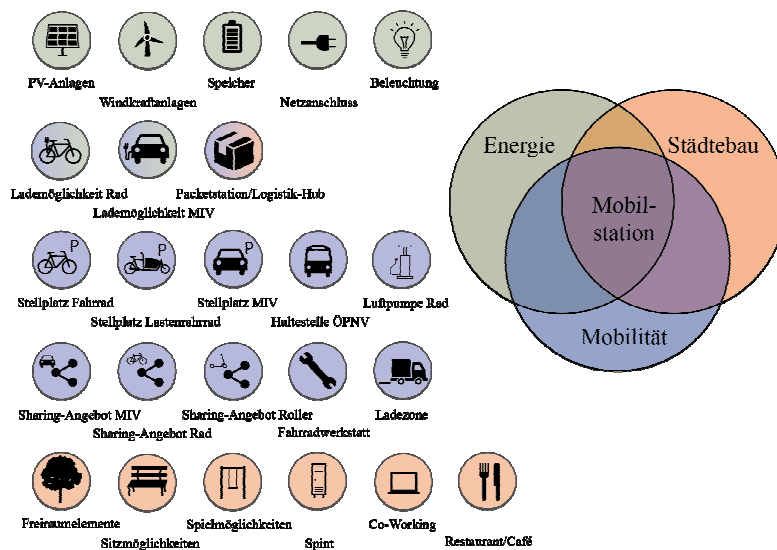 PV-Anlagen
Windkraftanlagen
Speicher
Netzanschluss
Beleuchtung
Lademöglichkeit Rad
Lademöglichkeit MIV
Packetstation/Logistik-Hub
P
P
Stellplatz Fahrrad
Stellplatz Lastenfahrrad
Stellplatz MIV
Haltestelle ÖPNV
Luftpumpe Rad
Sharing-Angebot MIV
Sharing-Angebot Rad
Sharing-Angebot Roller
Fahrradwerkstatt
Ladezone
Freiraumelemente
Sitzmöglichkeiten
Spielmöglichkeiten
Spint
Co-Working
Restaurant/Café
Energie
Städtebau
Mobil-
station
Mobilität